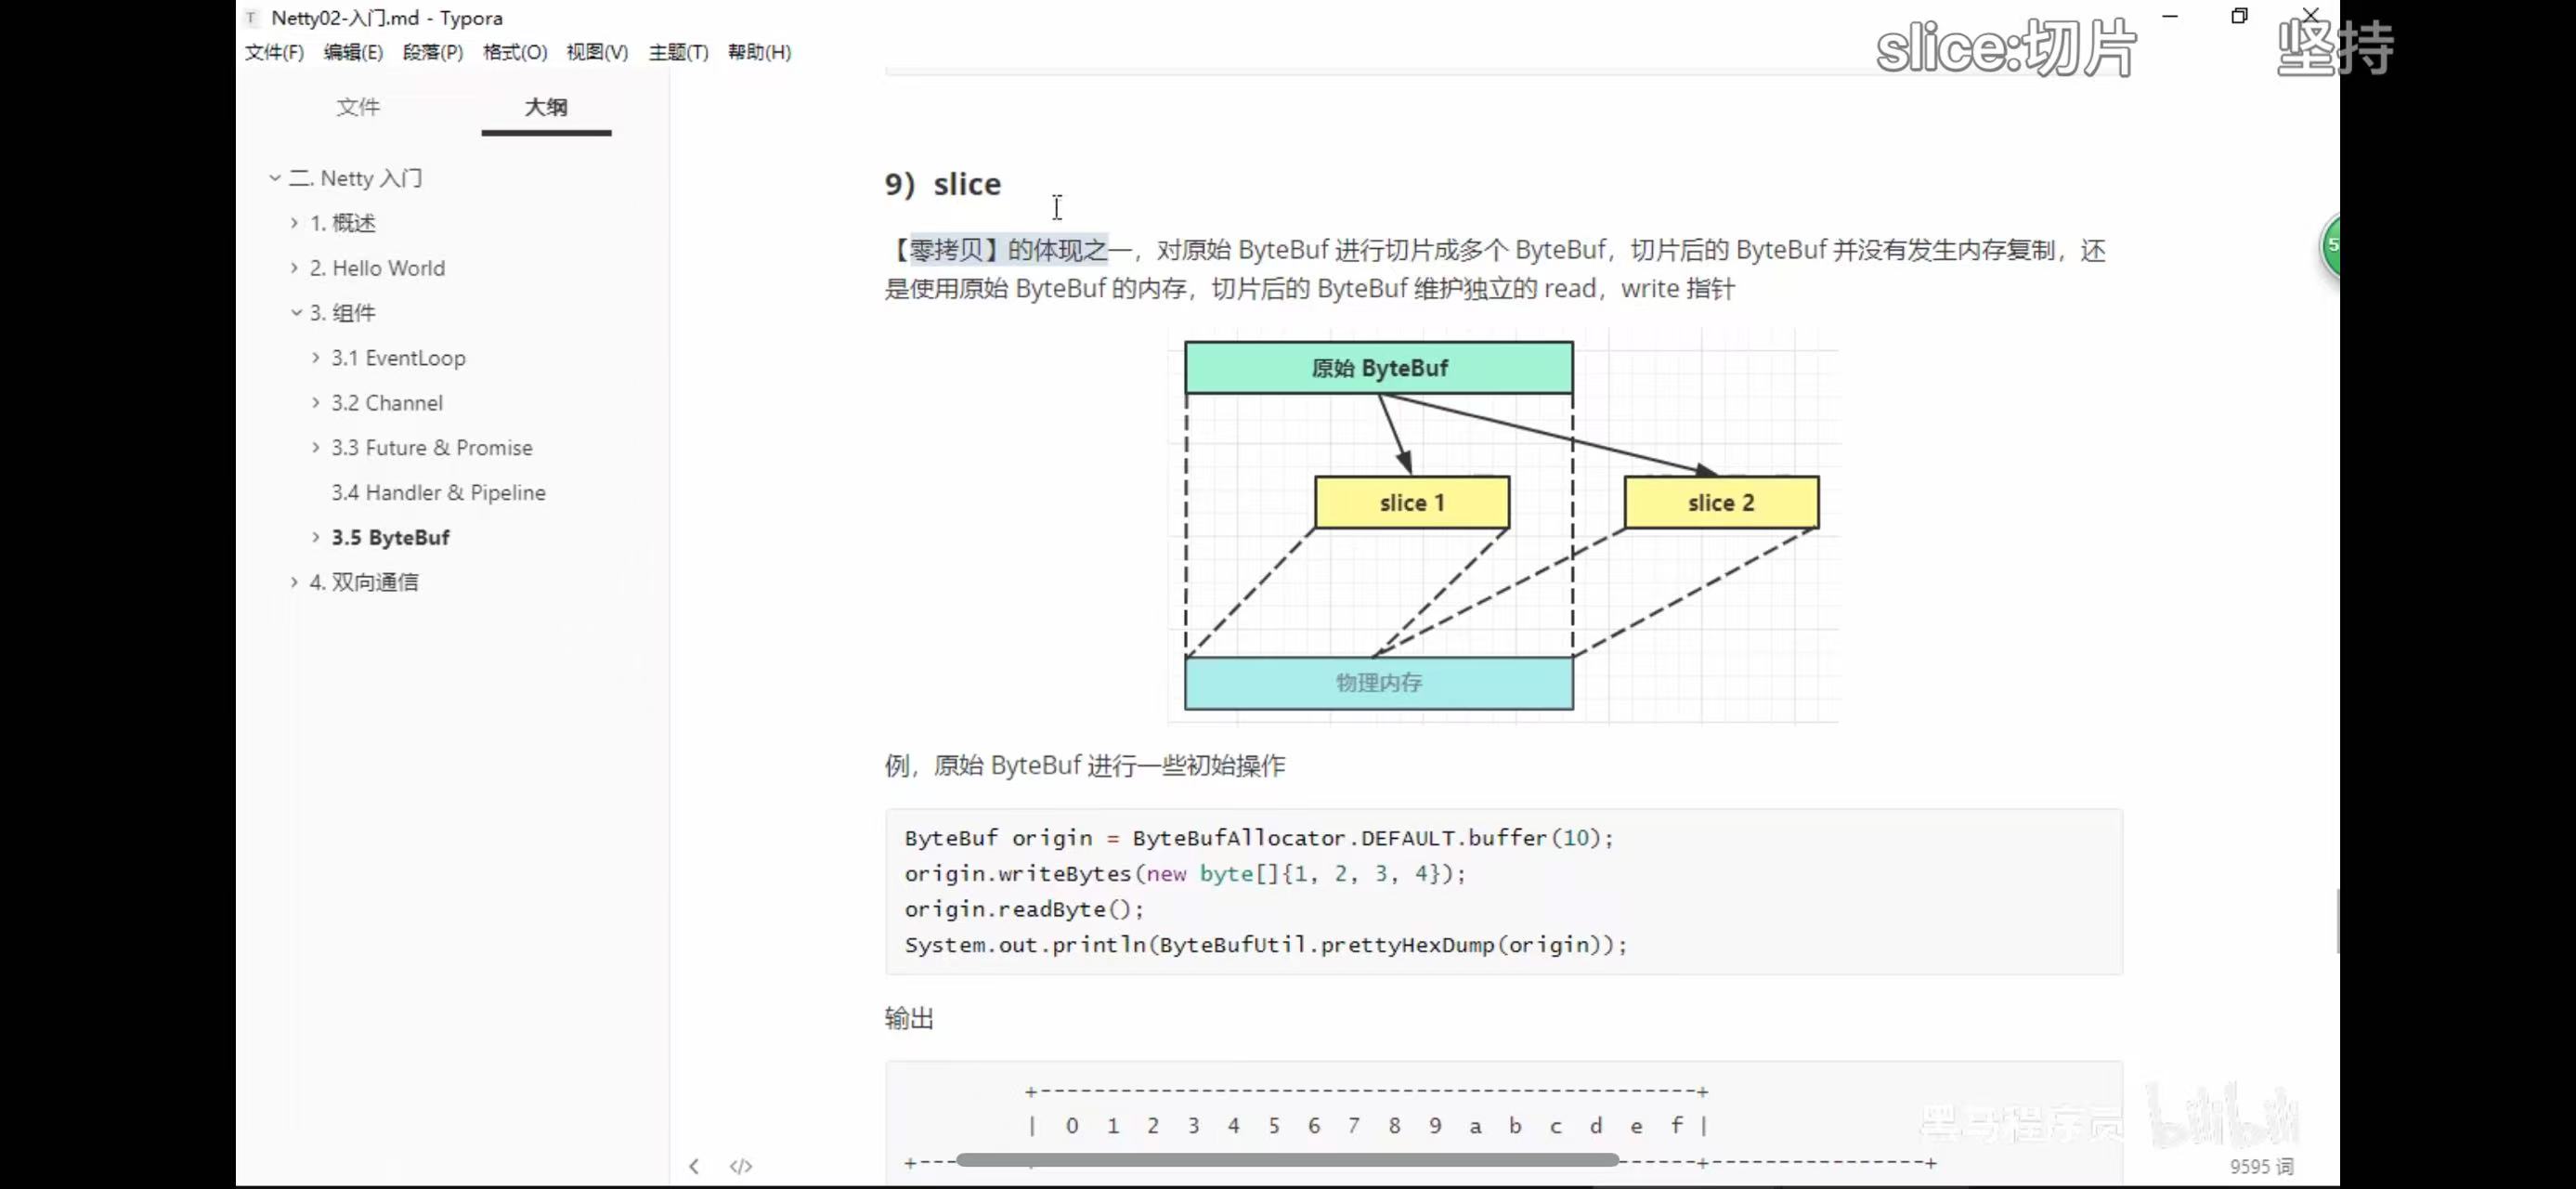 Netty02-入门.md - Typora
slice:切片
坚持
文件(F) 编辑(E) 段落(P) 格式(O) 视图(V) 主题(T) 帮助(H)
文件 大纲
二. Netty 入门
1. 概述
2. Hello World
3. 组件
3.1 EventLoop
3.2 Channel
3.3 Future & Promise
3.4 Handler & Pipeline
3.5 ByteBuf
4. 双向通信
9）slice
【零拷贝】的体现之一，对原始 ByteBuf 进行切片成多个 ByteBuf，切片后的 ByteBuf 并没有发生内存复制，还
是使用原始 ByteBuf 的内存，切片后的 ByteBuf 维护独立的 read，write 指针
原始 ByteBuf
slice 1
slice 2
物理内存
例，原始 ByteBuf 进行一些初始操作
ByteBuf origin = ByteBufAllocator.DEFAULT.buffer(10);
origin.writeBytes(new byte[]{1, 2, 3, 4});
origin.readByte();
System.out.println(ByteBufUtil.prettyHexDump(origin));
输出
+-------------------------------------------------+
| 0 1 2 3 4 5 6 7 8 9 a b c d e f |
黑马程序员 bilibili
9595 词
5